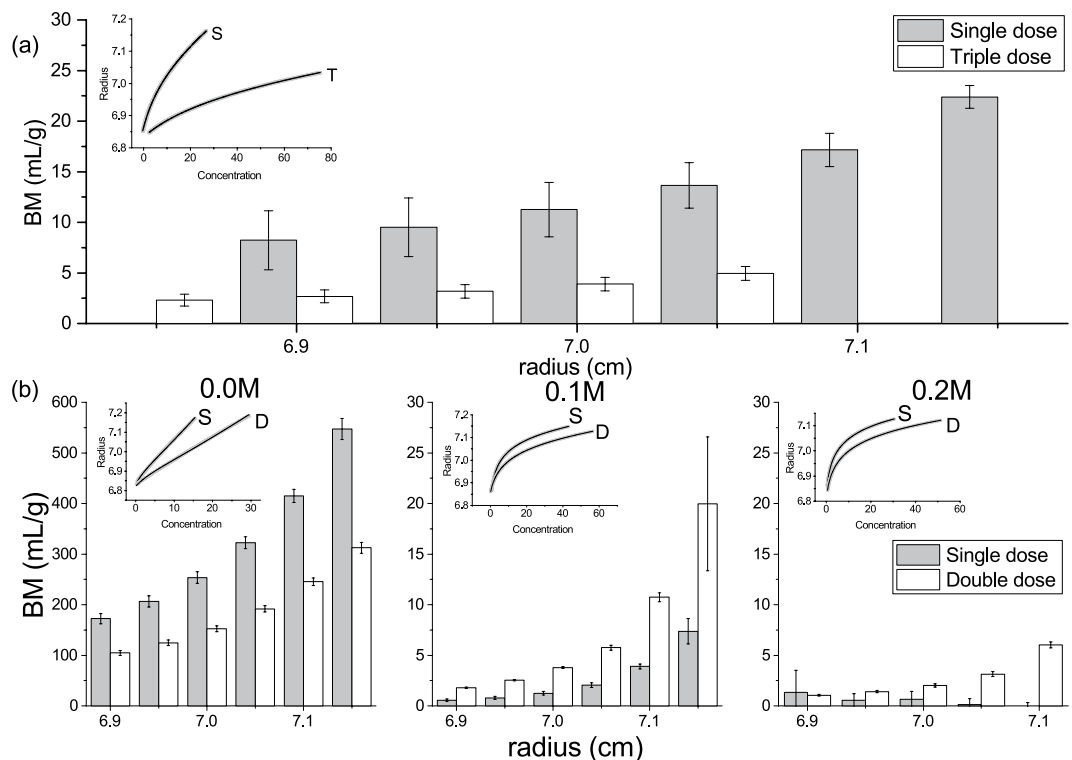 (a)
30
25
20
15
10
5
0
BM (mL/g)
Single dose
Triple dose
7,2
7,1
7,0
6,9
6,8
Radius
S
T
0 20 40 60 80
Concentration
6.9 7.0 7.1
radius (cm)
(b)
0.0M 0.1M 0.2M
600
500
400
300
200
100
0
BM (mL/g)
7,2
7,1
7,0
6,9
6,8
Radius
S
D
0 10 20 30
Concentration
6.9 7.0 7.1
30
25
20
15
10
5
0
7,2
7,1
7,0
6,9
6,8
Radius
S
D
0 20 40 60
Concentration
6.9 7.1
30
25
20
15
10
5
0
7,2
7,1
7,0
6,9
6,8
Radius
S
D
0 10 20 30 40 50 60
Concentration
Single dose
Double dose
6.9 7.0 7.1
radius (cm)